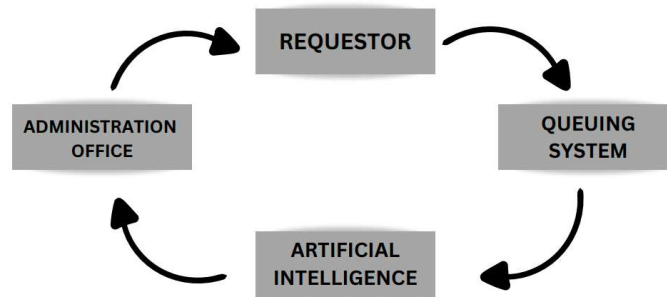 REQUESTOR
ADMINISTRATION
OFFICE
QUEUING
SYSTEM
ARTIFICIAL
INTELLIGENCE